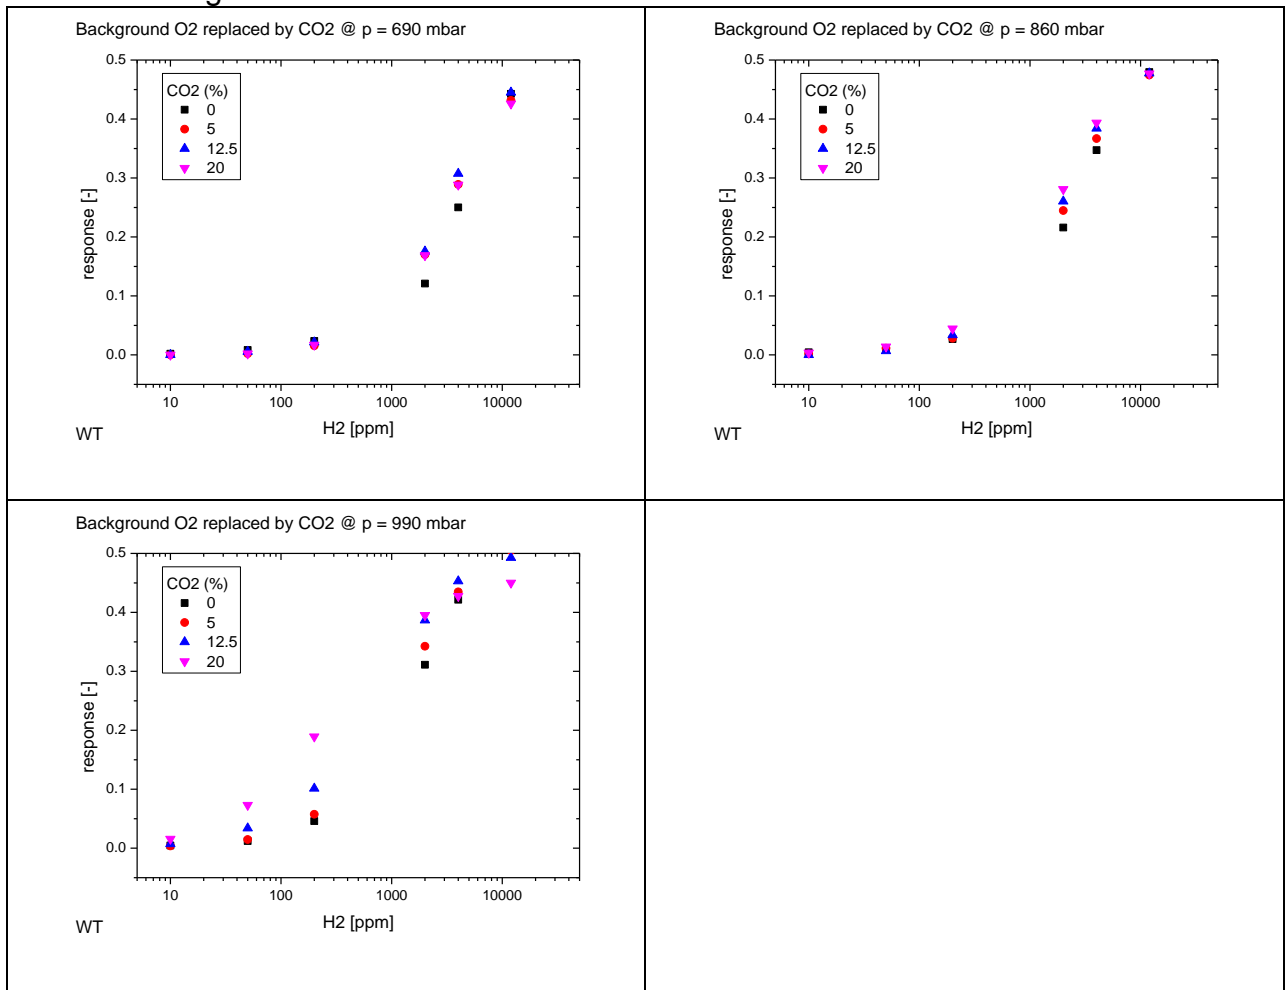 Background O2 replaced by CO2 @ p = 690 mbar
0.5
0.4
0.3
0.2
0.1
0.0
response [-]
CO2 (%)
0
5
12.5
20
10
100
1000
10000
H2 [ppm]
WT
Background O2 replaced by CO2 @ p = 860 mbar
0.5
0.4
0.3
0.2
0.1
0.0
response [-]
CO2 (%)
0
5
12.5
20
10
100
1000
10000
H2 [ppm]
WT
Background O2 replaced by CO2 @ p = 990 mbar
0.5
0.4
0.3
0.2
0.1
0.0
response [-]
CO2 (%)
0
5
12.5
20
10
100
1000
10000
H2 [ppm]
WT